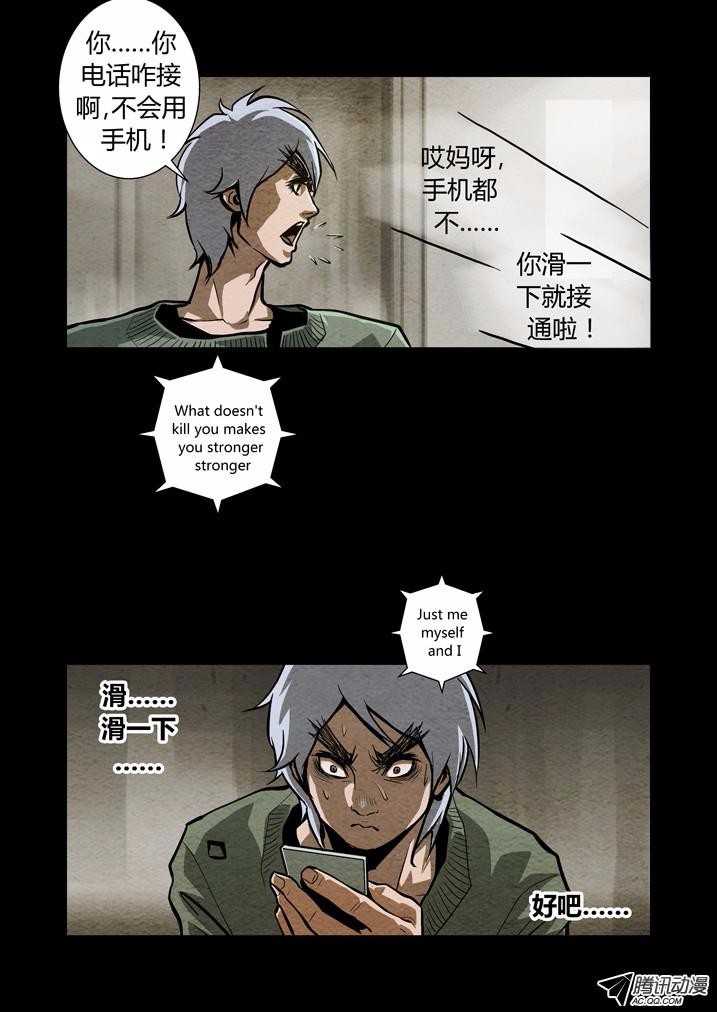 你……你
电话咋接
啊,不会用
手机！
哎妈呀,
手机都
不……
你滑一
下就接
通啦！
What doesn't
kill you makes
you stronger
stronger
Just me
myself
and I
滑……
滑一下
……
好吧……
腾讯动漫
AC.QQ.COM